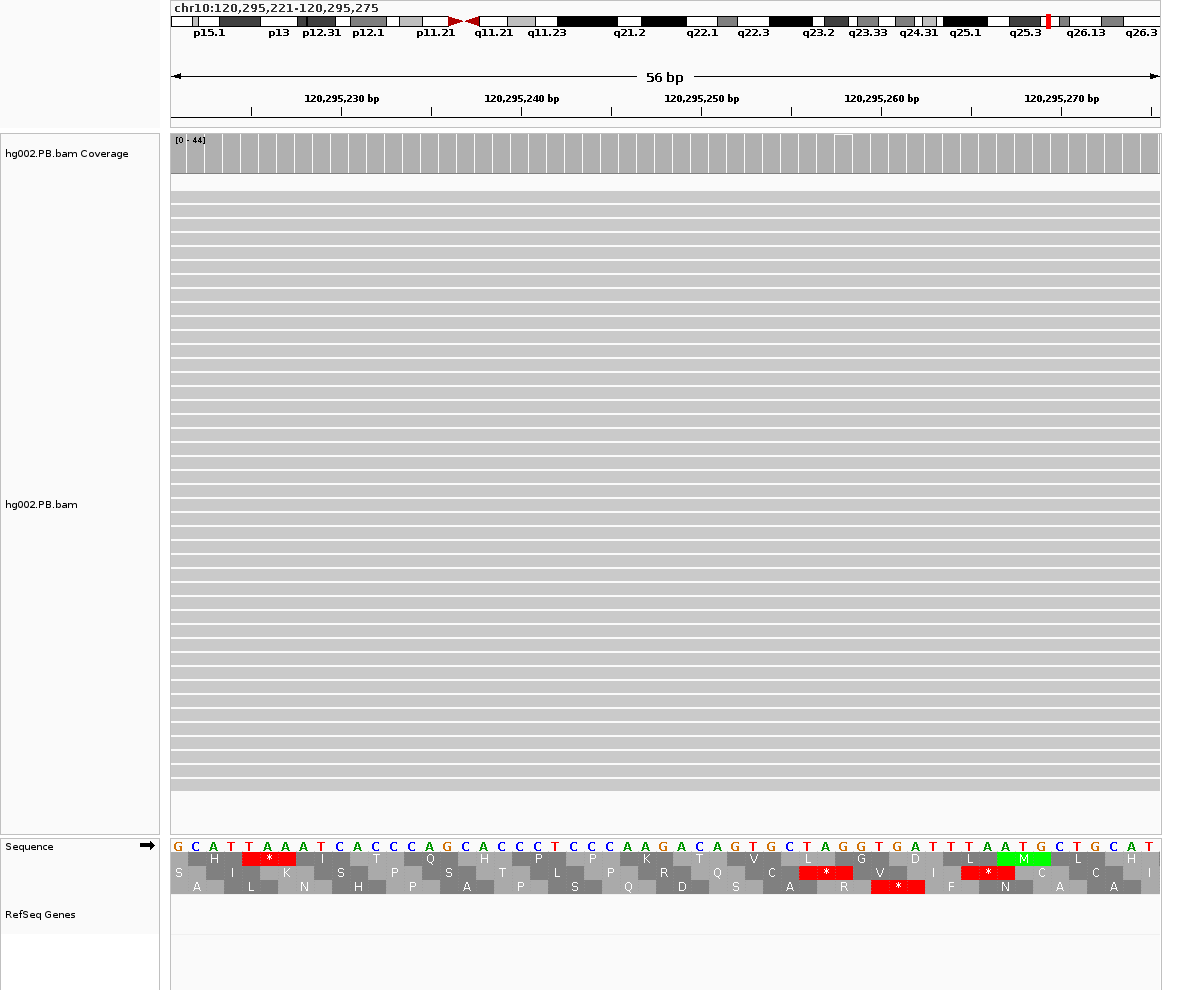 chr10:120,295,221-120,295,275
p15.1 p13 p12.31 p12.1 p11.21 q11.21 q11.23 q21.2 q22.1 q22.3 q23.2 q23.33 q24.31 q25.1 q25.3 q26.13 q26.3
56 bp
120,295,230 bp 120,295,240 bp 120,295,250 bp 120,295,260 bp 120,295,270 bp
[0 - 44]
hg002.PB.bam Coverage
hg002.PB.bam
Sequence
G C A T T A A A T C A C C C A G C A C C C T C C C A A G A C A G T G C T A G G T G A T T T A A T G C T G C A T
H * I T Q H P P K T V L G D L M L H
S I K S P S T L P R Q C * V I * C C I
A L N H P A P S Q D S A R * F N A A
RefSeq Genes